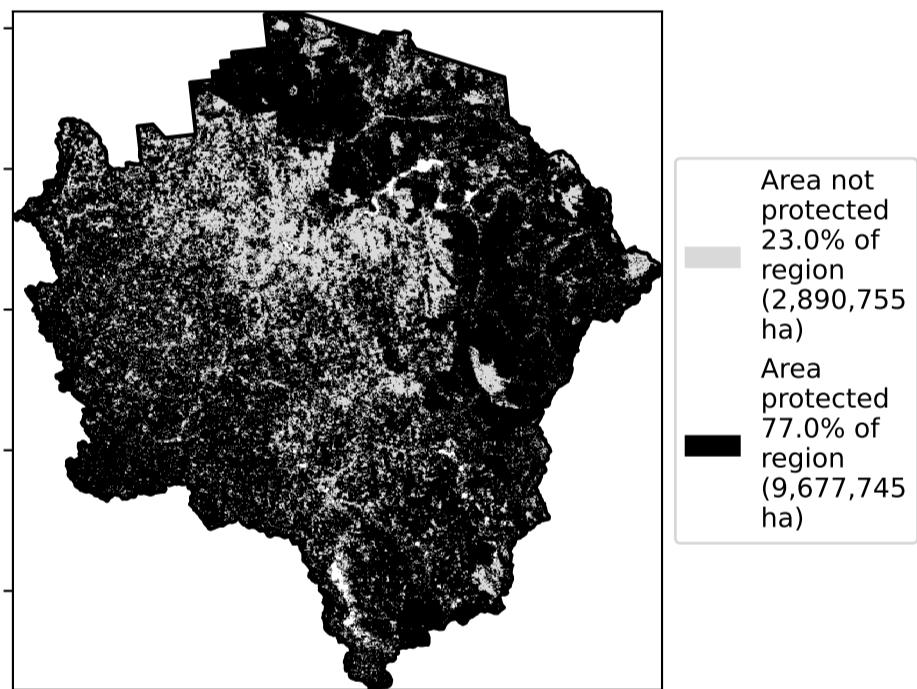 Area not
protected
23.0% of
region
(2,890,755
ha)
Area
protected
77.0% of
region
(9,677,745
ha)